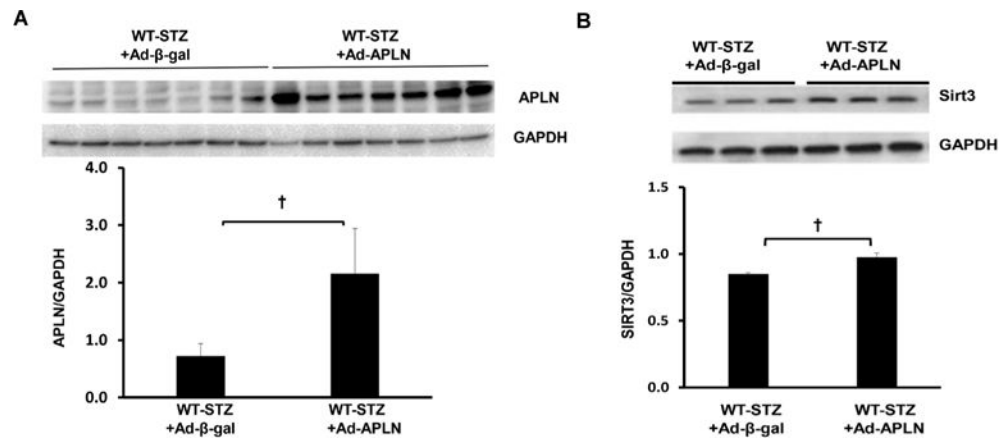 A
WT-STZ
+Ad-β-gal
WT-STZ
+Ad-APLN
APLN
GAPDH
4.0
3.0
2.0
1.0
0.0
APLN/GAPDH
†
WT-STZ
+Ad-β-gal
WT-STZ
+Ad-APLN
B
WT-STZ
+Ad-β-gal
WT-STZ
+Ad-APLN
Sirt3
GAPDH
1.5
1.0
0.5
0.0
SIRT3/GAPDH
†
WT-STZ
+Ad-β-gal
WT-STZ
+Ad-APLN